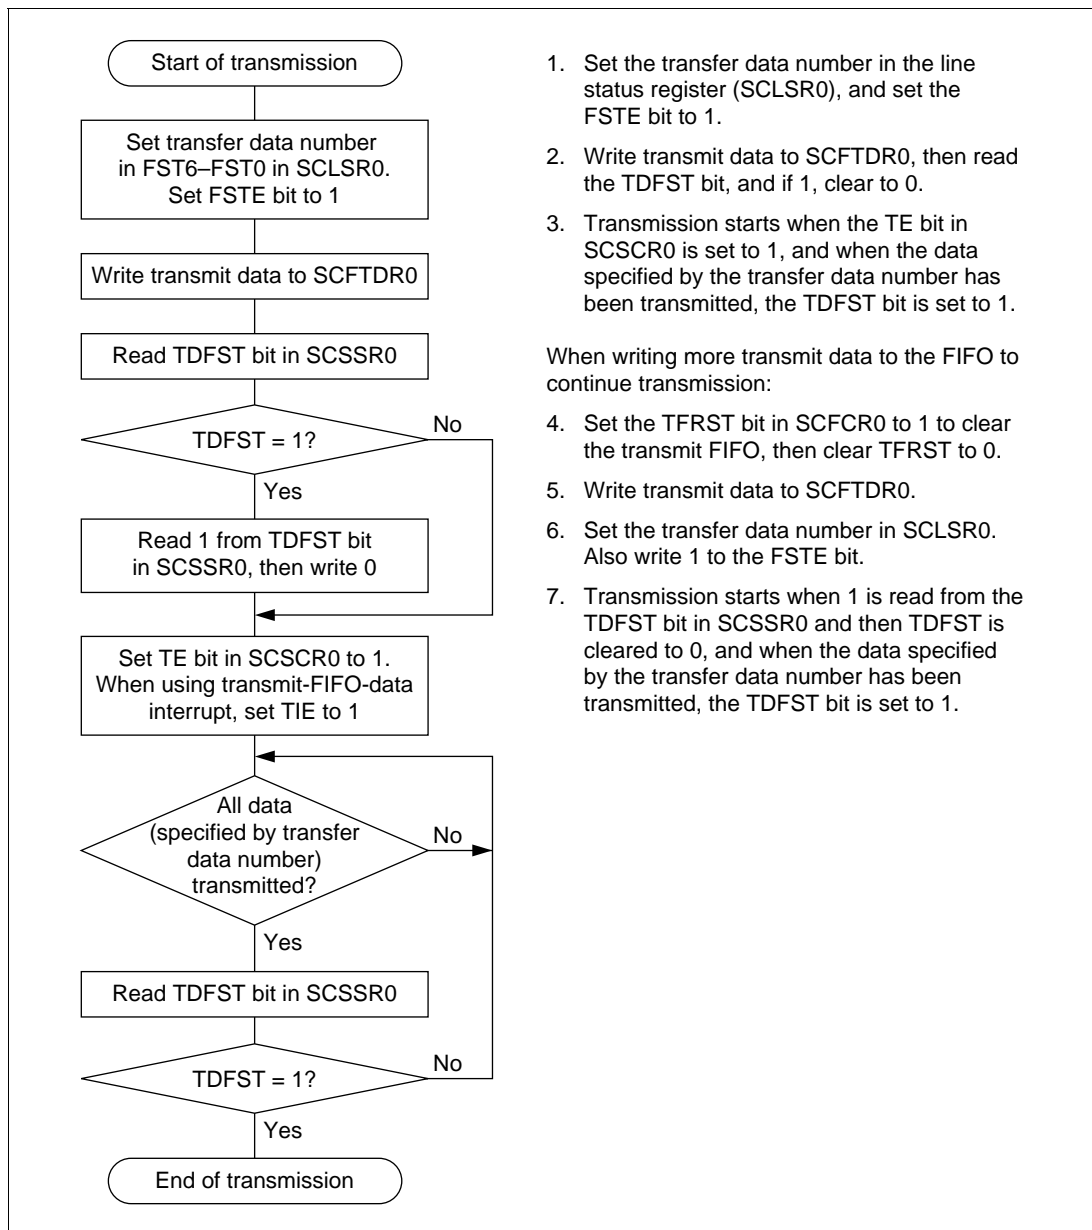 Start of transmission
Set transfer data number
in FST6–FST0 in SCLSR0.
Set FSTE bit to 1
Write transmit data to SCFTDR0
Read TDFST bit in SCSSR0
TDFST = 1?
No
Yes
Read 1 from TDFST bit
in SCSSR0, then write 0
Set TE bit in SCSCR0 to 1.
When using transmit-FIFO-data
interrupt, set TIE to 1
All data
(specified by transfer
data number)
transmitted?
No
Yes
Read TDFST bit in SCSSR0
TDFST = 1?
No
Yes
End of transmission
1. Set the transfer data number in the line
status register (SCLSR0), and set the
FSTE bit to 1.
2. Write transmit data to SCFTDR0, then read
the TDFST bit, and if 1, clear to 0.
3. Transmission starts when the TE bit in
SCSCR0 is set to 1, and when the data
specified by the transfer data number has
been transmitted, the TDFST bit is set to 1.
When writing more transmit data to the FIFO to
continue transmission:
4. Set the TFRST bit in SCFCR0 to 1 to clear
the transmit FIFO, then clear TFRST to 0.
5. Write transmit data to SCFTDR0.
6. Set the transfer data number in SCLSR0.
Also write 1 to the FSTE bit.
7. Transmission starts when 1 is read from the
TDFST bit in SCSSR0 and then TDFST is
cleared to 0, and when the data specified
by the transfer data number has been
transmitted, the TDFST bit is set to 1.